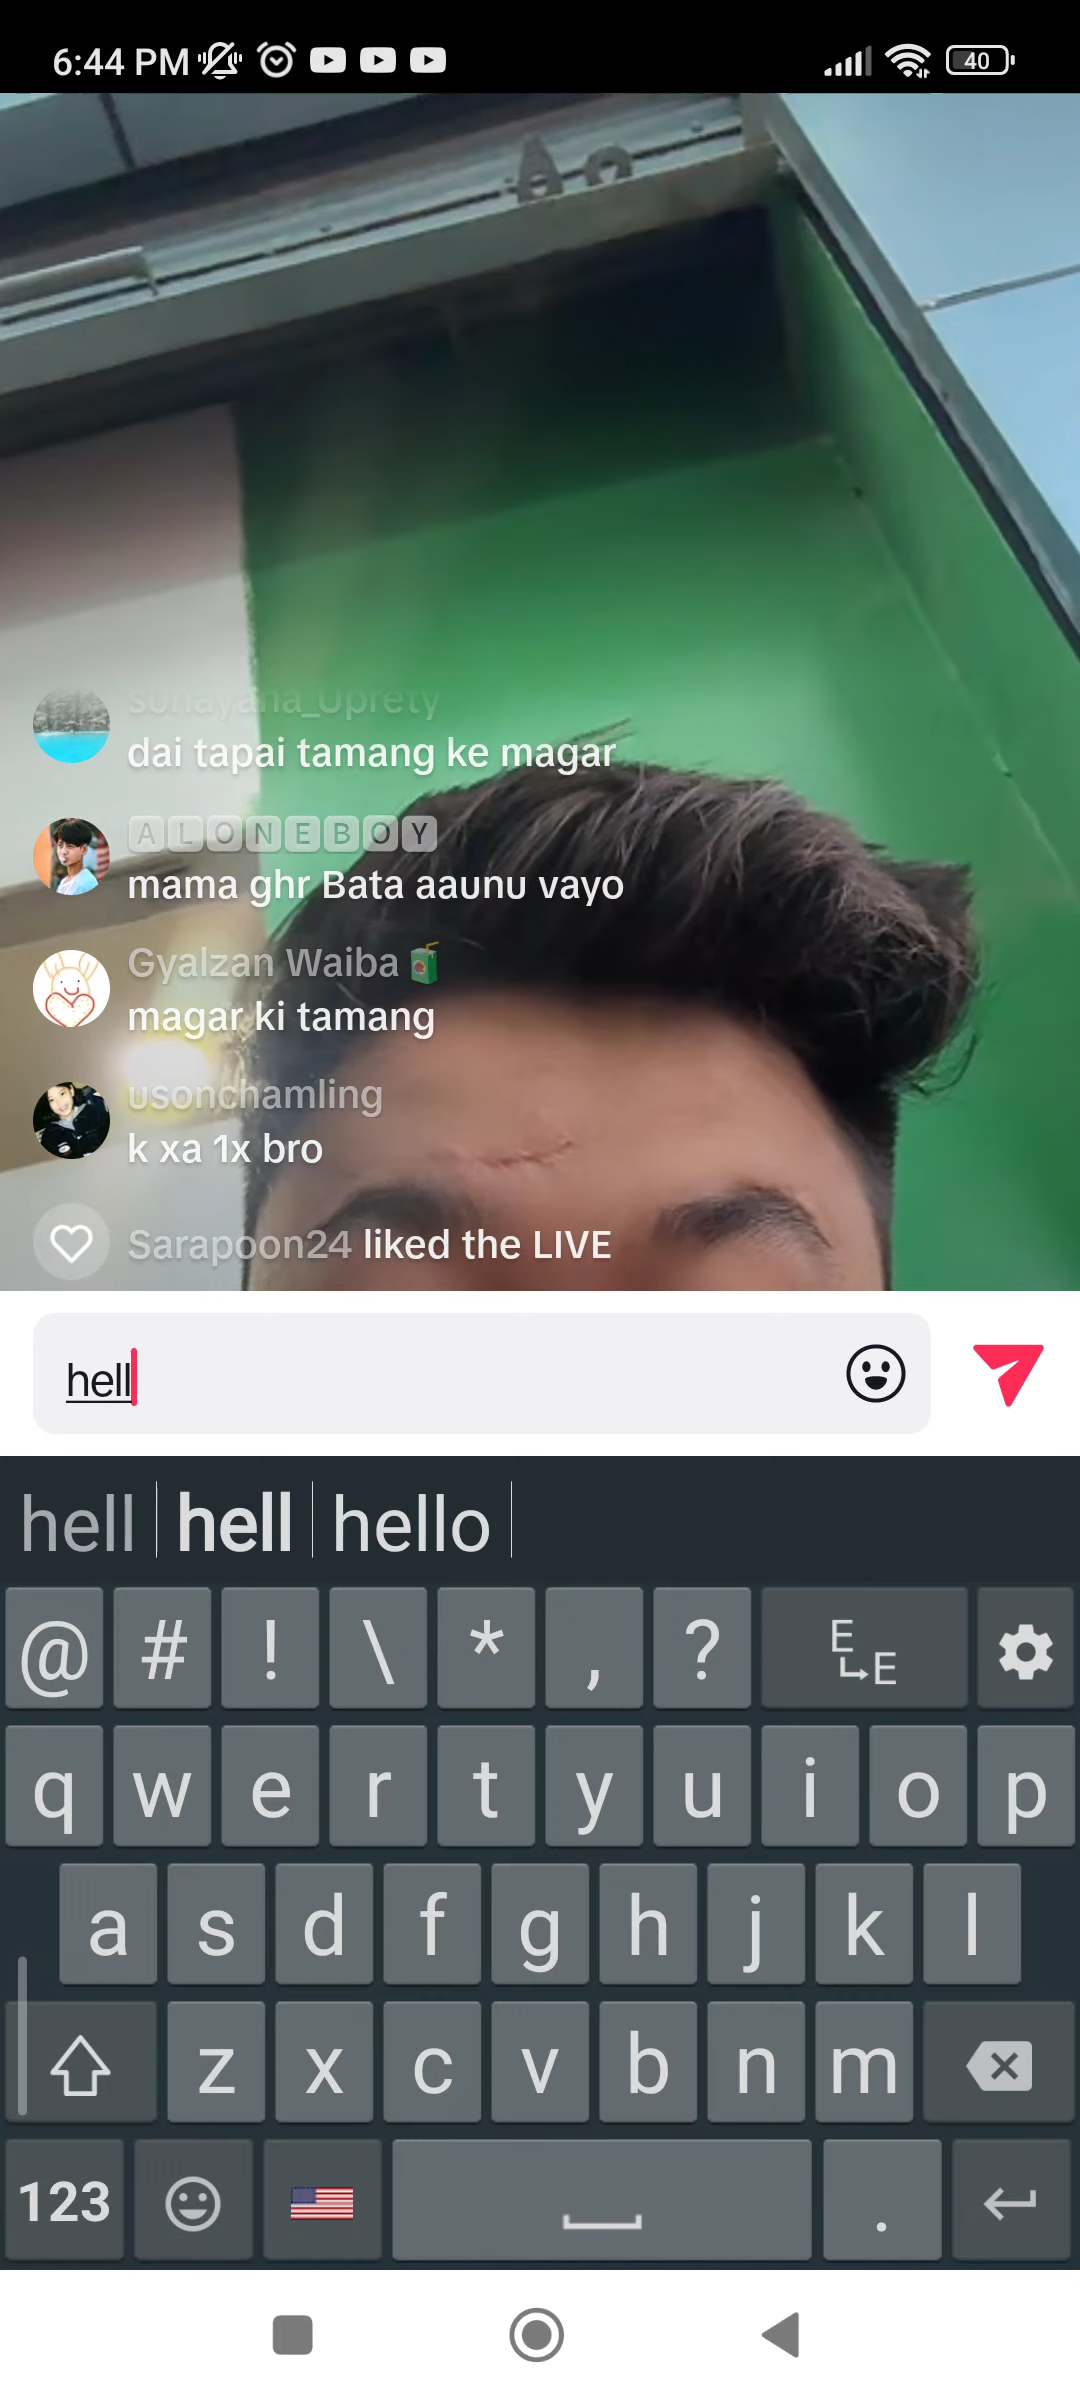 6:44 PM
40
sunayana_Uprety
dai tapai tamang ke magar
ALONEBOY
mama ghr Bata aaunu vayo
Gyalzan Waiba🧃
magar ki tamang
usonchamling
k xa 1x bro
Sarapoon24 liked the LIVE
hell
hell hell hello
@ # ! \ * , ? E E
q w e r t y u i o p
a s d f g h j k l
z x c v b n m
123 .